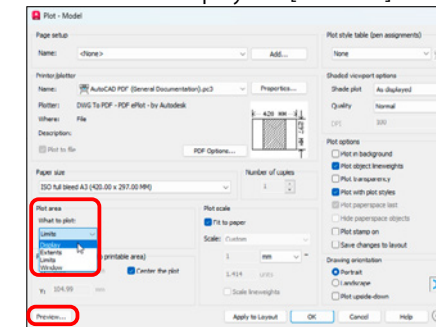 Plot - Model
Page setup
Name: <None> Add...
Printer/plotter
Name: AutoCAD PDF (General Documentation).pc3 Properties...
Plotter: DWG To PDF - PDF ePlot - by Autodesk
Where: File
Description:
Plot to file
PDF Options...
Paper size
ISO full bleed A3 (420.00 x 297.00 MM)
Number of copies
1
Plot area
What to plot:
Limits
Display
Extents
Limits
Window
printable area)
Center the plot
Y: 104.99
Plot scale
Fit to paper
Scale: Custom
1 mm =
1.414 units
Scale lineweights
Plot style table (pen assignments)
None
Shaded viewport options
Shade plot As displayed
Quality Normal
DPI 300
Plot options
Plot in background
Plot object lineweights
Plot transparency
Plot with plot styles
Plot paperspace last
Hide paperspace objects
Plot stamp on
Save changes to layout
Drawing orientation
Portrait
Landscape
Plot upside-down
Preview... Apply to Layout OK Cancel Help